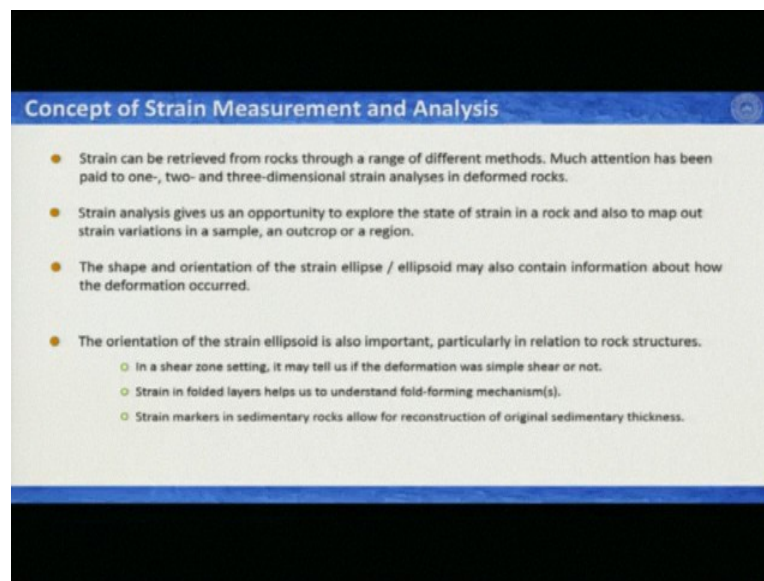 Concept of Strain Measurement and Analysis
Strain can be retrieved from rocks through a range of different methods. Much attention has been
paid to one-, two- and three-dimensional strain analyses in deformed rocks.
Strain analysis gives us an opportunity to explore the state of strain in a rock and also to map out
strain variations in a sample, an outcrop or a region.
The shape and orientation of the strain ellipse / ellipsoid may also contain information about how
the deformation occurred.
The orientation of the strain ellipsoid is also important, particularly in relation to rock structures.
In a shear zone setting, it may tell us if the deformation was simple shear or not.
Strain in folded layers helps us to understand fold-forming mechanism(s).
Strain markers in sedimentary rocks allow for reconstruction of original sedimentary thickness.